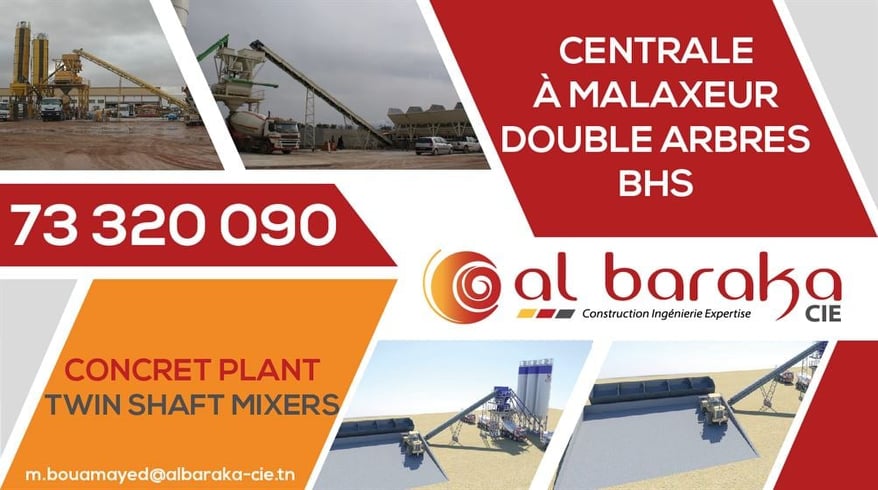 CENTRALE
À MALAXEUR
DOUBLE ARBRES
BHS
73 320 090
al baraka
CIE
Construction Ingénierie Expertise
CONCRET PLANT
TWIN SHAFT MIXERS
m.bouamayed@albaraka-cie.tn